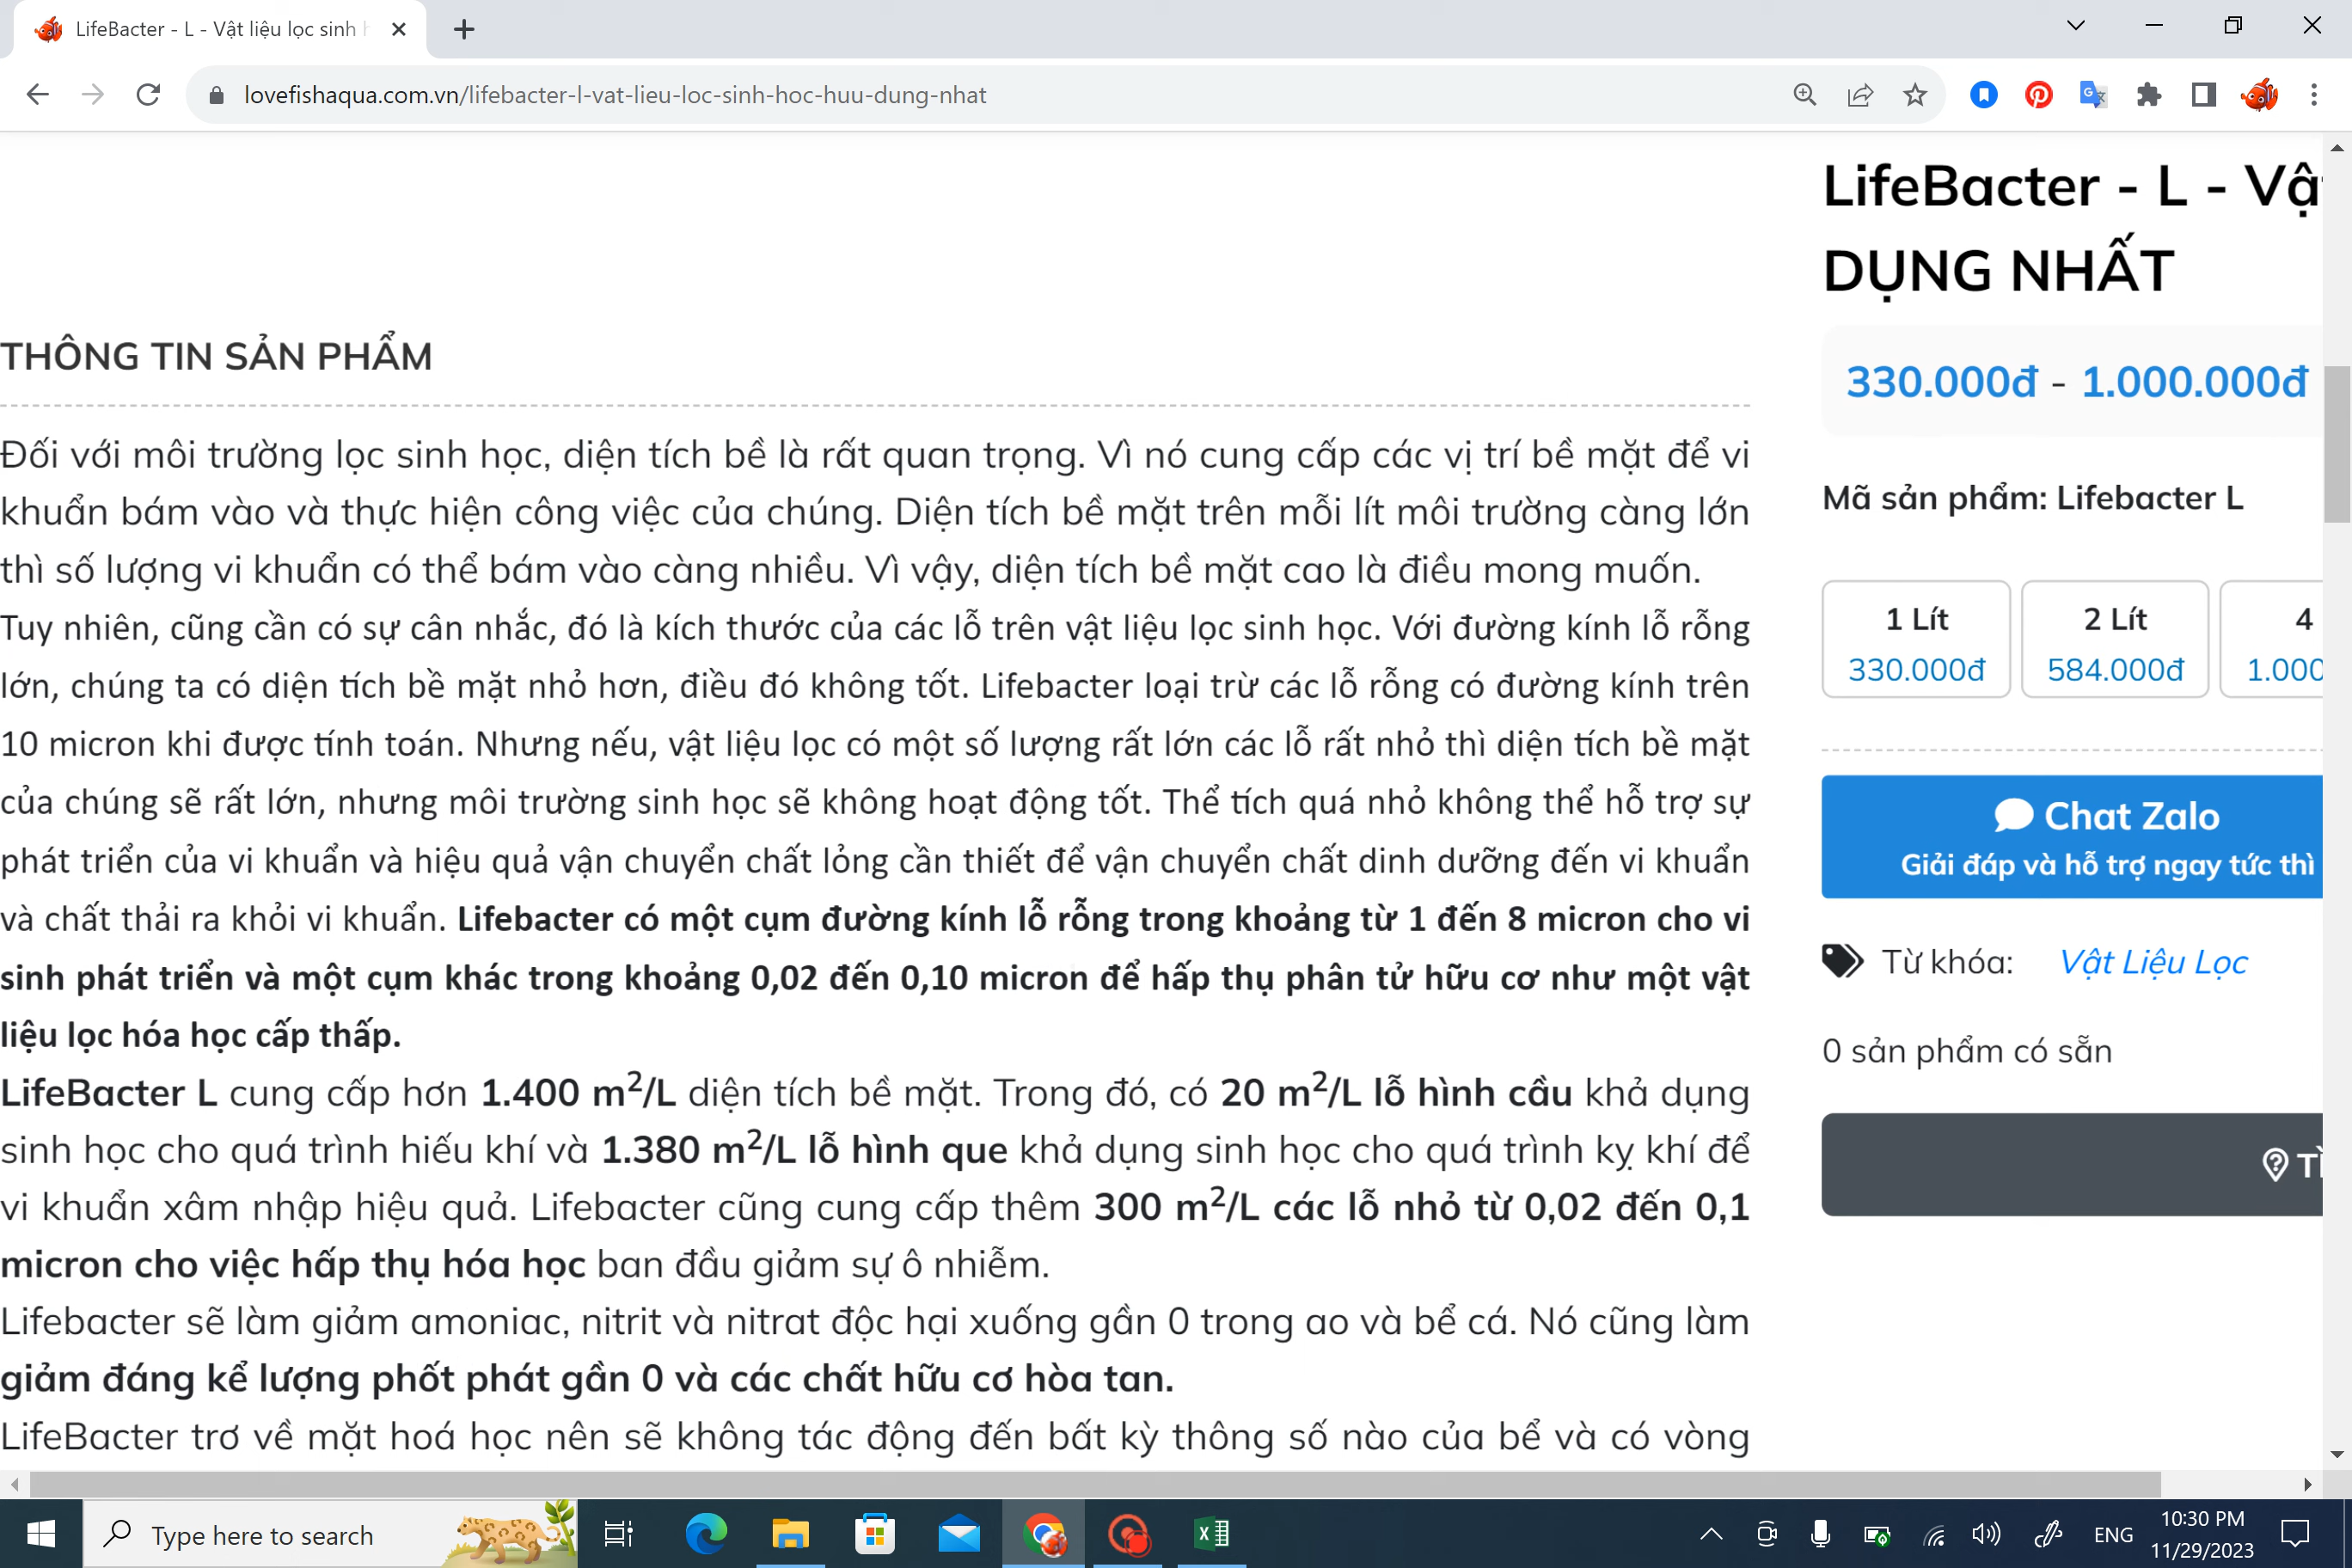 LifeBacter - L - Vật liệu lọc sinh
lovefishaqua.com.vn/lifebacter-l-vat-lieu-loc-sinh-hoc-huu-dung-nhat
THÔNG TIN SẢN PHẨM
Đối với môi trường lọc sinh học, diện tích bề là rất quan trọng. Vì nó cung cấp các vị trí bề mặt để vi
khuẩn bám vào và thực hiện công việc của chúng. Diện tích bề mặt trên mỗi lít môi trường càng lớn
thì số lượng vi khuẩn có thể bám vào càng nhiều. Vì vậy, diện tích bề mặt cao là điều mong muốn.
Tuy nhiên, cũng cần có sự cân nhắc, đó là kích thước của các lỗ trên vật liệu lọc sinh học. Với đường kính lỗ rỗng
lớn, chúng ta có diện tích bề mặt nhỏ hơn, điều đó không tốt. Lifebacter loại trừ các lỗ rỗng có đường kính trên
10 micron khi được tính toán. Nhưng nếu, vật liệu lọc có một số lượng rất lớn các lỗ rất nhỏ thì diện tích bề mặt
của chúng sẽ rất lớn, nhưng môi trường sinh học sẽ không hoạt động tốt. Thể tích quá nhỏ không thể hỗ trợ sự
phát triển của vi khuẩn và hiệu quả vận chuyển chất lỏng cần thiết để vận chuyển chất dinh dưỡng đến vi khuẩn
và chất thải ra khỏi vi khuẩn. Lifebacter có một cụm đường kính lỗ rỗng trong khoảng từ 1 đến 8 micron cho vi
sinh phát triển và một cụm khác trong khoảng 0,02 đến 0,10 micron để hấp thụ phân tử hữu cơ như một vật
liệu lọc hóa học cấp thấp.
LifeBacter L cung cấp hơn 1.400 m²/L diện tích bề mặt. Trong đó, có 20 m²/L lỗ hình cầu khả dụng
sinh học cho quá trình hiếu khí và 1.380 m²/L lỗ hình que khả dụng sinh học cho quá trình kỵ khí để
vi khuẩn xâm nhập hiệu quả. Lifebacter cũng cung cấp thêm 300 m²/L các lỗ nhỏ từ 0,02 đến 0,1
micron cho việc hấp thụ hóa học ban đầu giảm sự ô nhiễm.
Lifebacter sẽ làm giảm amoniac, nitrit và nitrat độc hại xuống gần 0 trong ao và bể cá. Nó cũng làm
giảm đáng kể lượng phốt phát gần 0 và các chất hữu cơ hòa tan.
LifeBacter trơ về mặt hoá học nên sẽ không tác động đến bất kỳ thông số nào của bể và có vòng
LifeBacter - L - Vậ
DỤNG NHẤT
330.000đ - 1.000.000đ
Mã sản phẩm: Lifebacter L
1 Lít 2 Lít 4
330.000đ 584.000đ 1.000
Chat Zalo
Giải đáp và hỗ trợ ngay tức thì
Từ khóa: Vật Liệu Lọc
0 sản phẩm có sẵn
Type here to search
ENG
10:30 PM
11/29/2023